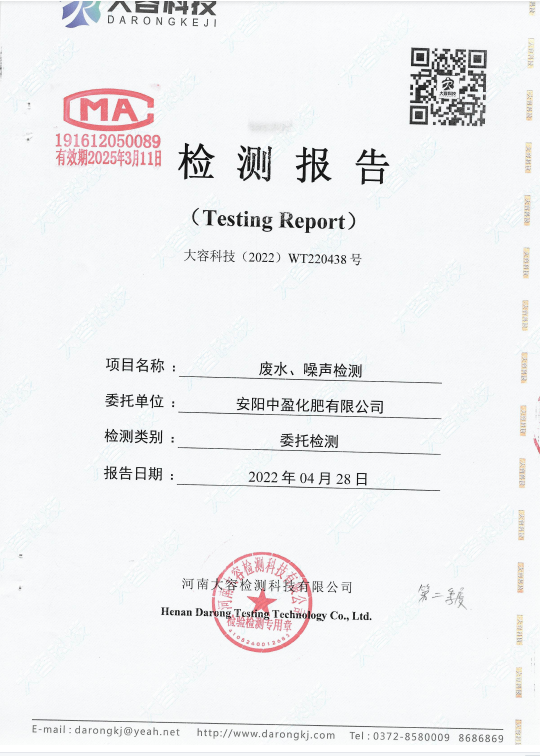 大容科技
DARONGKEJI
MA
191612050089
有效期2025年3月11日
检测报告
（Testing Report）
大容科技（2022）WT220438 号
项目名称 ： 废水、噪声检测
委托单位 ： 安阳中盈化肥有限公司
检测类别 ： 委托检测
报告日期 ： 2022 年 04 月 28 日
河南大容检测科技有限公司
Henan Darong Testing Technology Co., Ltd.
河南大容检测科技有限公司
检验检测专用章
第二季度
E-mail : darongkj@yeah.net http://www.darongkj.com Tel : 0372-8580009 8686869